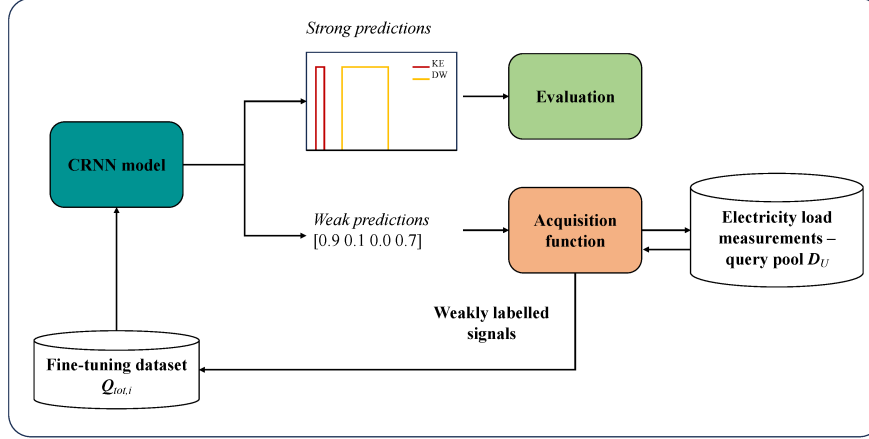 Strong predictions
KE
DW
Evaluation
CRNN model
Weak predictions
[0.9 0.1 0.0 0.7]
Acquisition
function
Electricity load
measurements –
query pool D_U
Weakly labelled
signals
Fine-tuning dataset
Q_tot,i